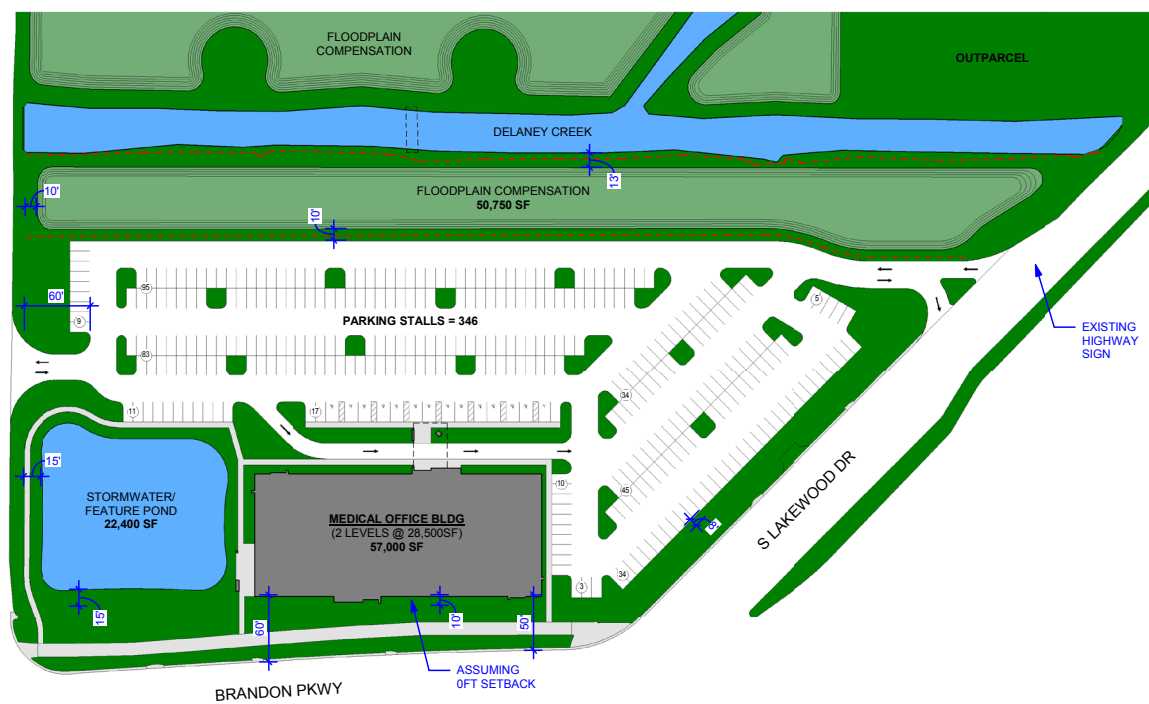 FLOODPLAIN
COMPENSATION
OUTPARCEL
DELANEY CREEK
13'
10'
FLOODPLAIN COMPENSATION
50,750 SF
10'
60'
95
5
9
PARKING STALLS = 346
EXISTING
HIGHWAY
SIGN
83
34
11
17
15'
10
STORMWATER/
FEATURE POND
22,400 SF
MEDICAL OFFICE BLDG
(2 LEVELS @ 28,500SF)
57,000 SF
45
8'
S LAKEWOOD DR
34
3
15'
60'
10'
50'
ASSUMING
0FT SETBACK
BRANDON PKWY